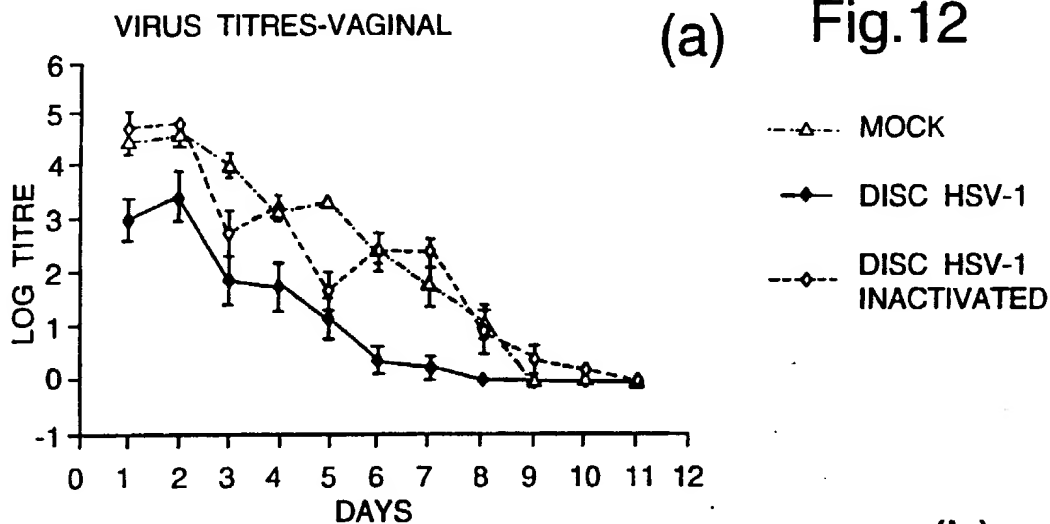 VIRUS TITRES-VAGINAL
(a)
Fig.12
6
5
4
3
2
1
0
-1
LOG TITRE
0 1 2 3 4 5 6 7 8 9 10 11 12
DAYS
MOCK
DISC HSV-1
DISC HSV-1
INACTIVATED